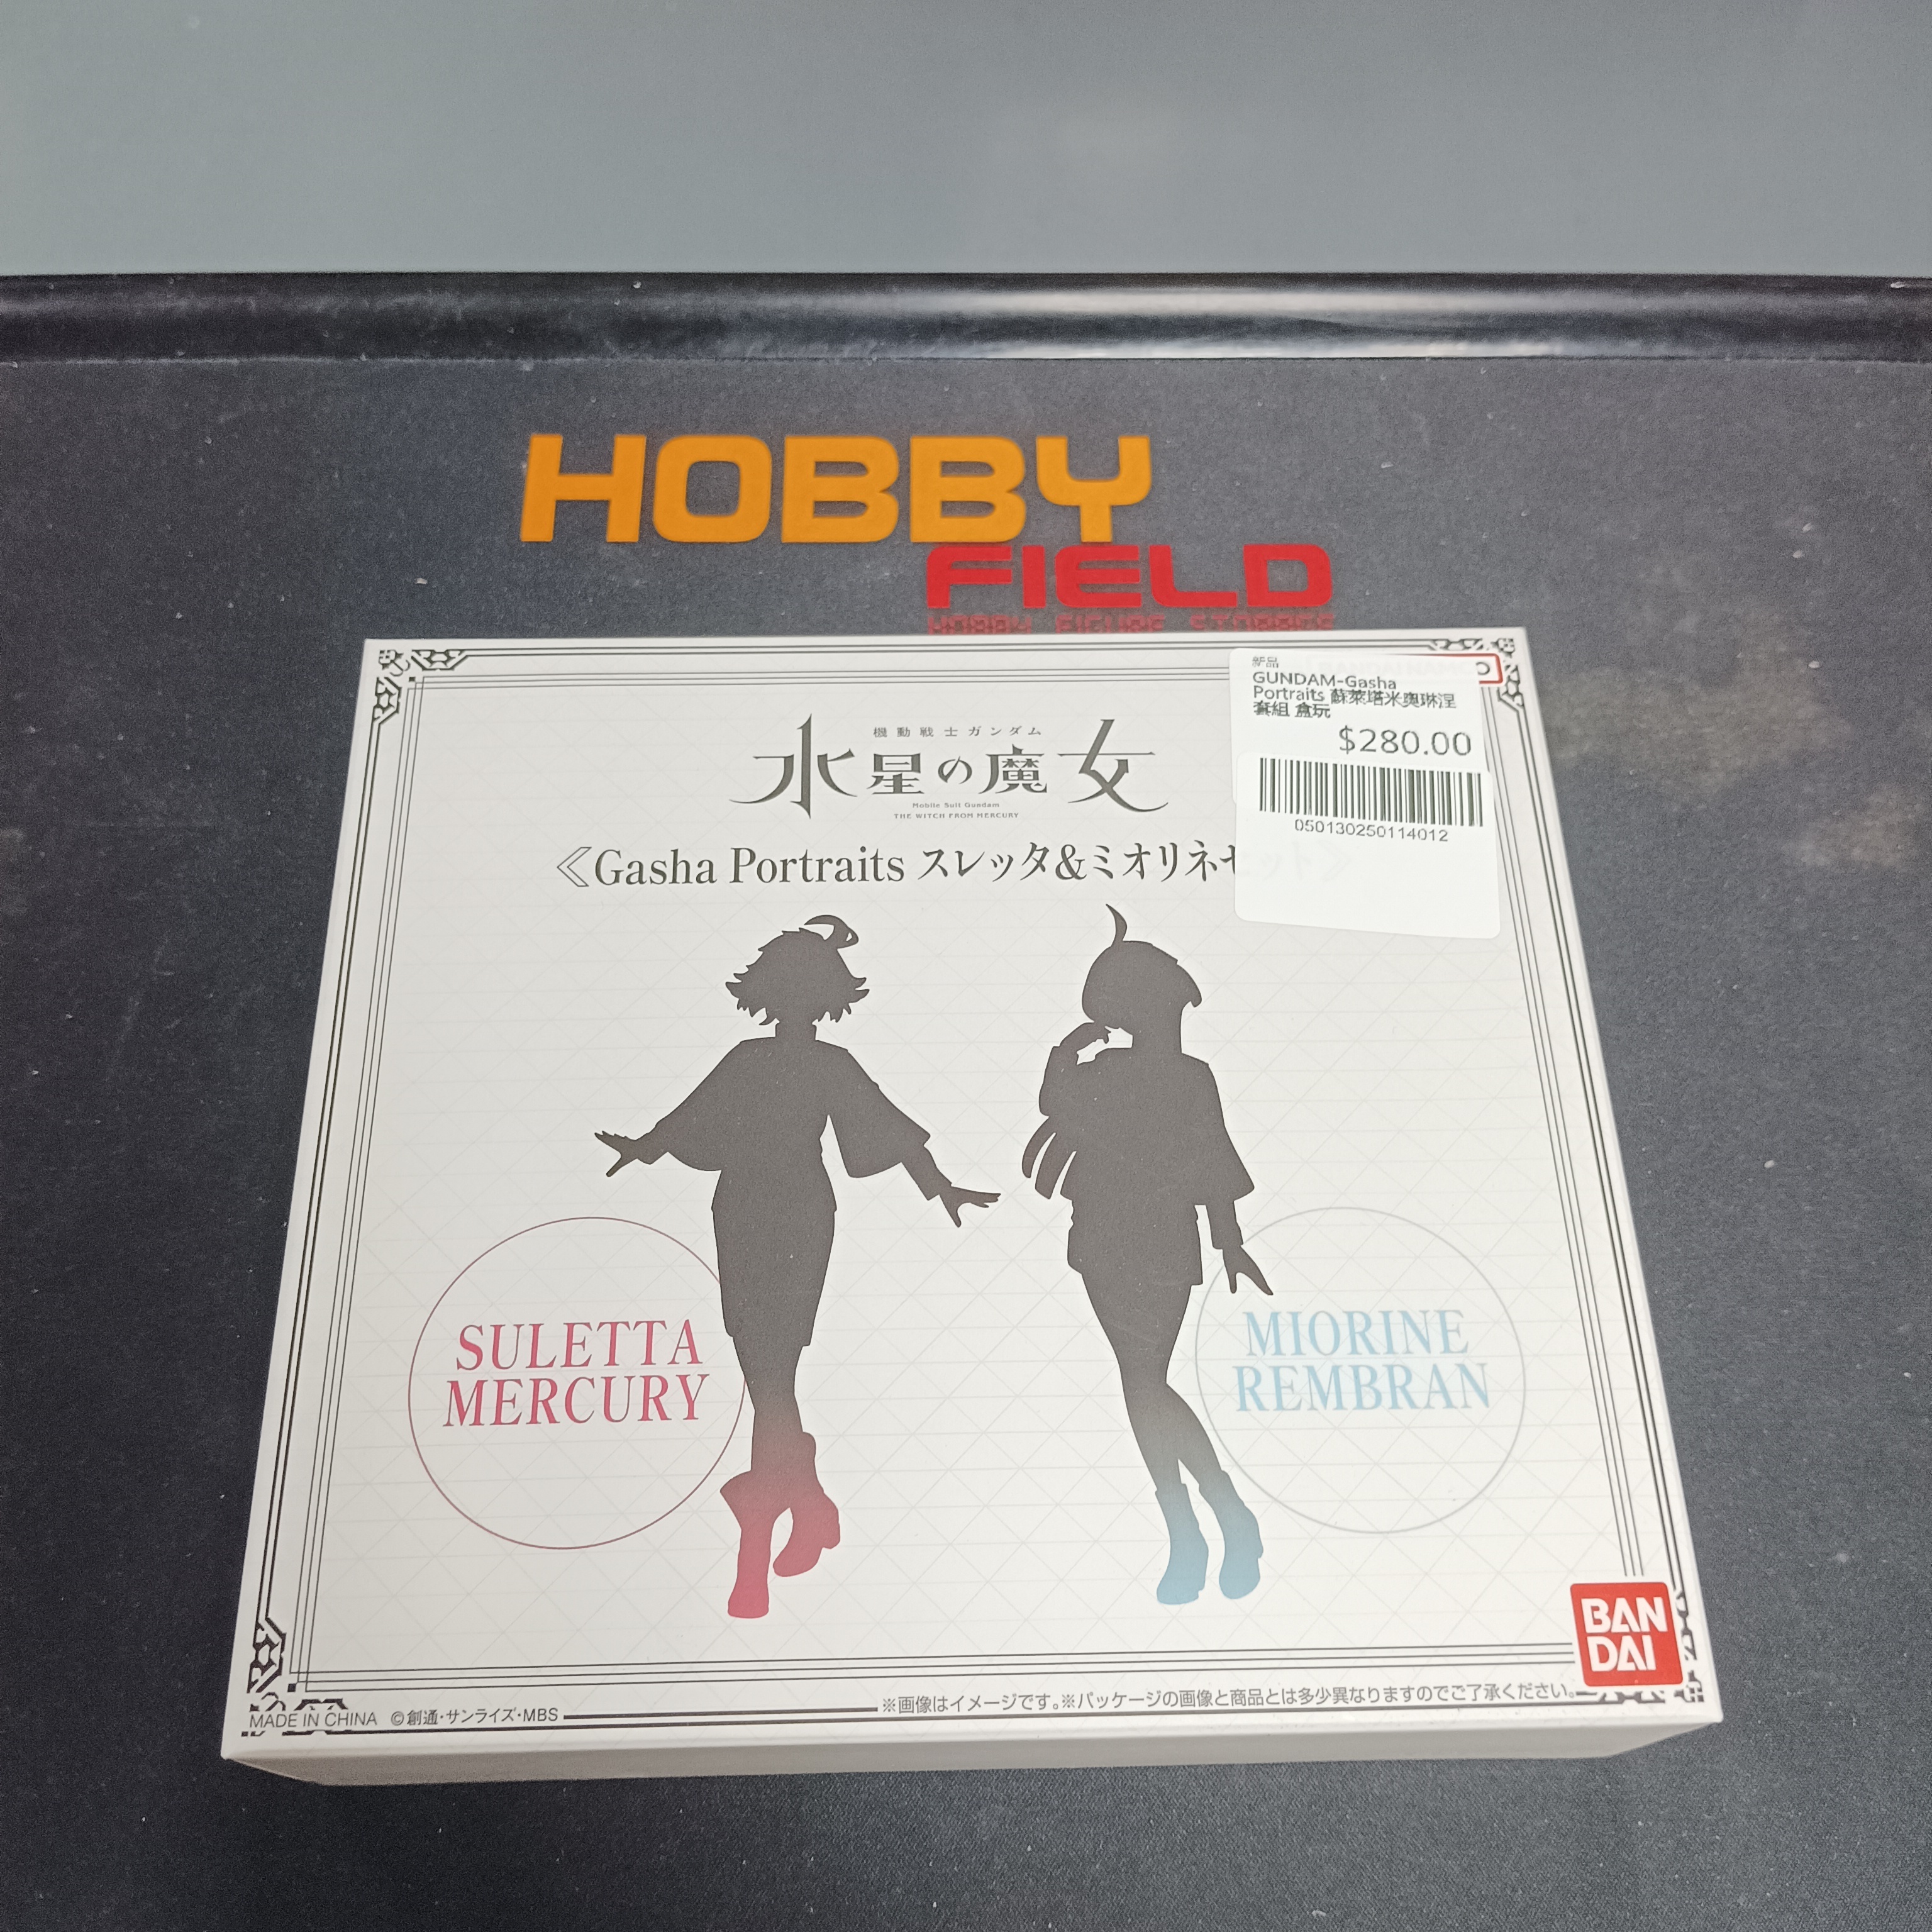 HOBBY
FIELD
新品
GUNDAM-Gasha
Portraits 蘇萊塔米奧琳涅
套組 盒玩
$280.00
050130250114012
機動戦士ガンダム
水星の魔女
Mobile Suit Gundam
THE WITCH FROM MERCURY
《Gasha Portraits スレッタ&ミオリネセット》
SULETTA
MERCURY
MIORINE
REMBRAN
BAN
DAI
※画像はイメージです。※パッケージの画像と商品とは多少異なりますのでご了承ください。
MADE IN CHINA ©創通・サンライズ・MBS